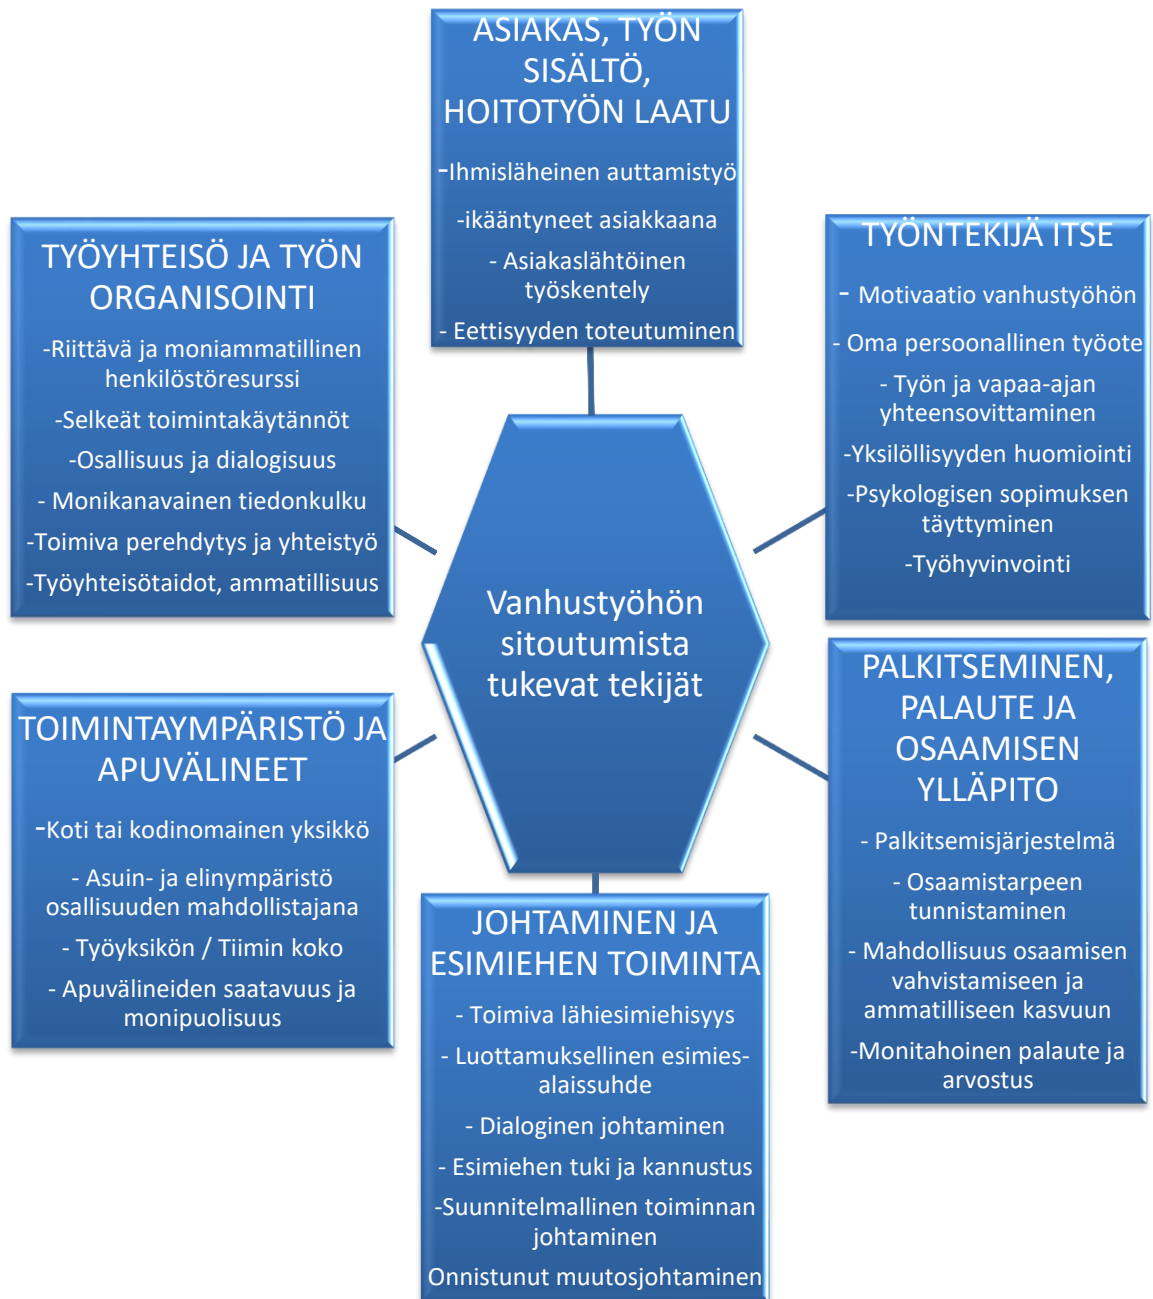 ASIAKAS, TYÖN
SISÄLTÖ,
HOITOTYÖN LAATU
-Ihmisläheinen auttamistyö
-ikääntyneet asiakkaana
- Asiakaslähtöinen
työskentely
- Eettisyyden toteutuminen
TYÖYHTEISÖ JA TYÖN
ORGANISOINTI
-Riittävä ja moniammatillinen
henkilöstöresurssi
-Selkeät toimintakäytännöt
-Osallisuus ja dialogisuus
- Monikanavainen tiedonkulku
-Toimiva perehdytys ja yhteistyö
-Työyhteisötaidot, ammatillisuus
TYÖNTEKIJÄ ITSE
- Motivaatio vanhustyöhön
- Oma persoonallinen työote
- Työn ja vapaa-ajan
yhteensovittaminen
-Yksilöllisyyden huomiointi
-Psykologisen sopimuksen
täyttyminen
-Työhyvinvointi
Vanhustyöhön
sitoutumista
tukevat tekijät
TOIMINTAYMPÄRISTÖ JA
APUVÄLINEET
-Koti tai kodinomainen yksikkö
- Asuin- ja elinympäristö
osallisuuden mahdollistajana
- Työyksikön / Tiimin koko
- Apuvälineiden saatavuus ja
monipuolisuus
PALKITSEMINEN,
PALAUTE JA
OSAAMISEN
YLLÄPITO
- Palkitsemisjärjestelmä
- Osaamistarpeen
tunnistaminen
- Mahdollisuus osaamisen
vahvistamiseen ja
ammatilliseen kasvuun
-Monitahoinen palaute ja
arvostus
JOHTAMINEN JA
ESIMIEHEN TOIMINTA
- Toimiva lähiesimiehisyys
- Luottamuksellinen esimies-
alaissuhde
- Dialoginen johtaminen
- Esimiehen tuki ja kannustus
-Suunnitelmallinen toiminnan
johtaminen
Onnistunut muutosjohtaminen